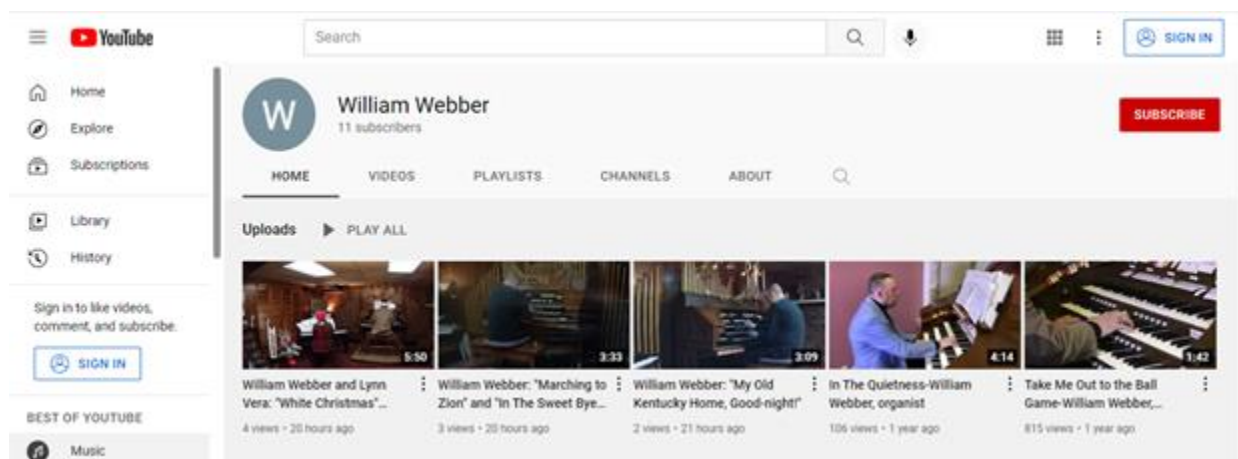 YouTube
Search
SIGN IN
Home
Explore
Subscriptions
Library
History
Sign in to like videos,
comment, and subscribe.
SIGN IN
BEST OF YOUTUBE
Music
W
William Webber
11 subscribers
SUBSCRIBE
HOME VIDEOS PLAYLISTS CHANNELS ABOUT
Uploads PLAY ALL
5:50
William Webber and Lynn
Vera: "White Christmas"...
4 views • 20 hours ago
3:33
William Webber: "Marching to
Zion" and "In The Sweet Bye...
3 views • 20 hours ago
3:09
William Webber: "My Old
Kentucky Home, Good-night!"
2 views • 21 hours ago
4:14
In The Quietness-William
Webber, organist
106 views • 1 year ago
1:42
Take Me Out to the Ball
Game-William Webber,...
815 views • 1 year ago